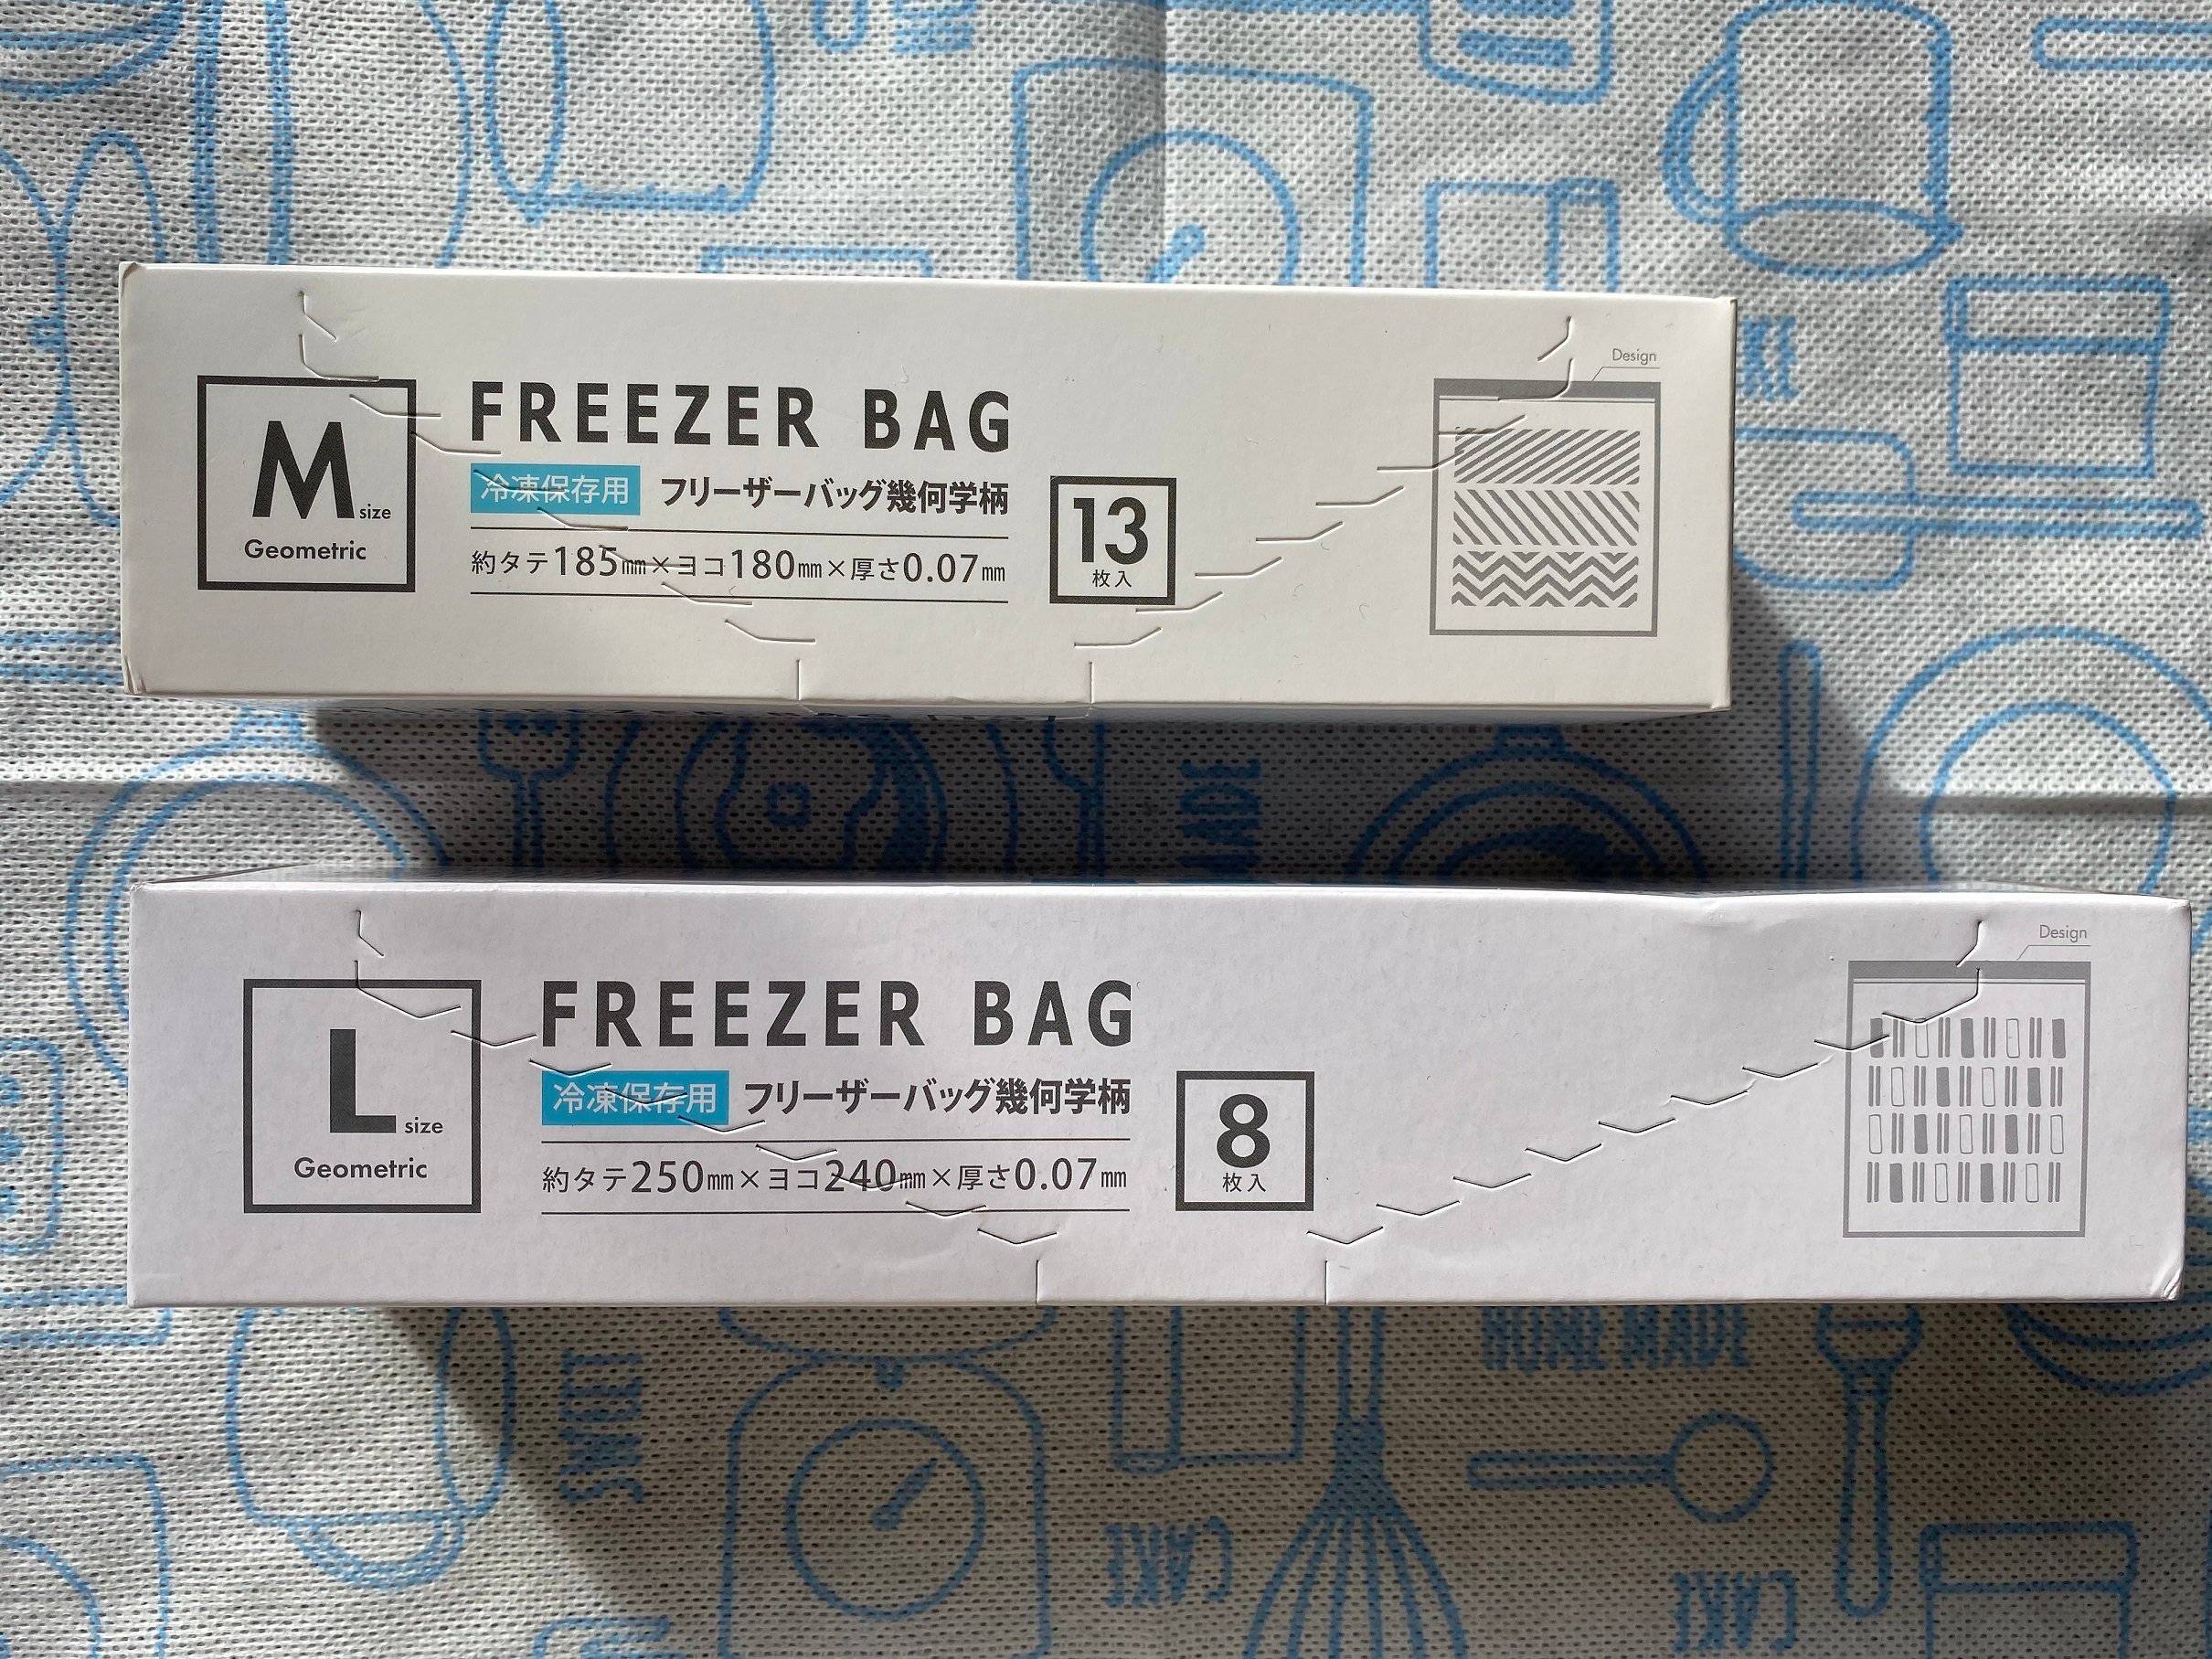 Design
M size
Geometric
FREEZER BAG
冷凍保存用 フリーザーバッグ幾何学柄
約タテ185㎜×ヨコ180㎜×厚さ0.07㎜
13
枚入
Design
L size
Geometric
FREEZER BAG
冷凍保存用 フリーザーバッグ幾何学柄
約タテ250㎜×ヨコ240㎜×厚さ0.07㎜
8
枚入
HOME MADE
SWEET
CAKE
CAKE